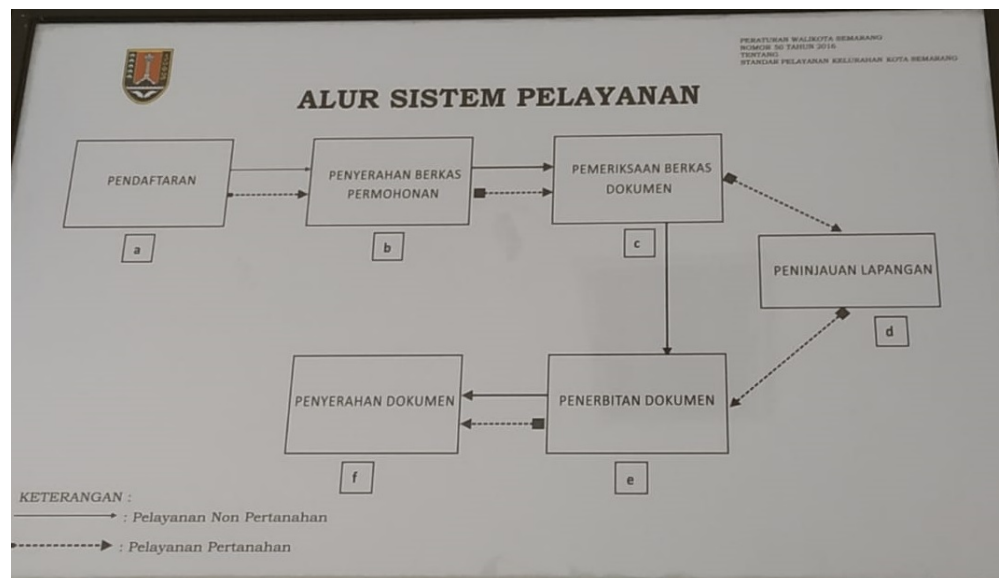 PERATURAN WALIKOTA SEMARANG
NOMOR 50 TAHUN 2016
TENTANG
STANDAR PELAYANAN KELURAHAN KOTA SEMARANG
ALUR SISTEM PELAYANAN
PENDAFTARAN
a
PENYERAHAN BERKAS
PERMOHONAN
b
PEMERIKSAAN BERKAS
DOKUMEN
c
PENINJAUAN LAPANGAN
d
PENERBITAN DOKUMEN
e
PENYERAHAN DOKUMEN
f
KETERANGAN :
: Pelayanan Non Pertanahan
: Pelayanan Pertanahan